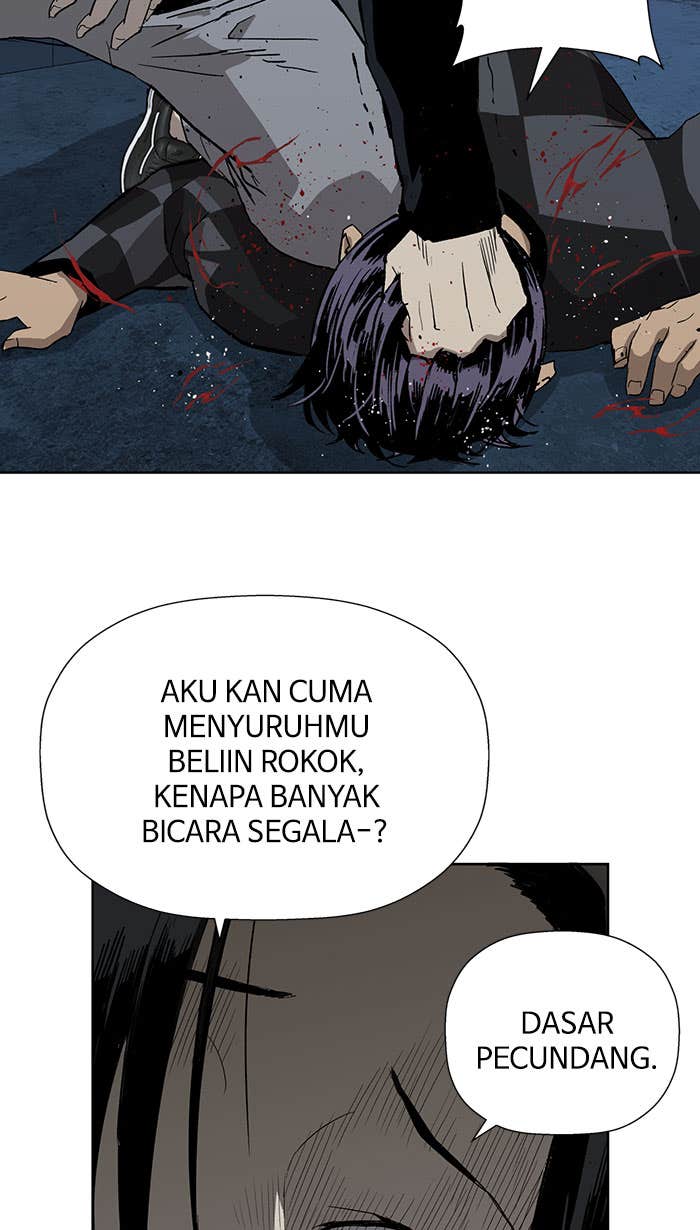 AKU KAN CUMA
MENYURUHMU
BELIIN ROKOK,
KENAPA BANYAK
BICARA SEGALA-?
DASAR
PECUNDANG.